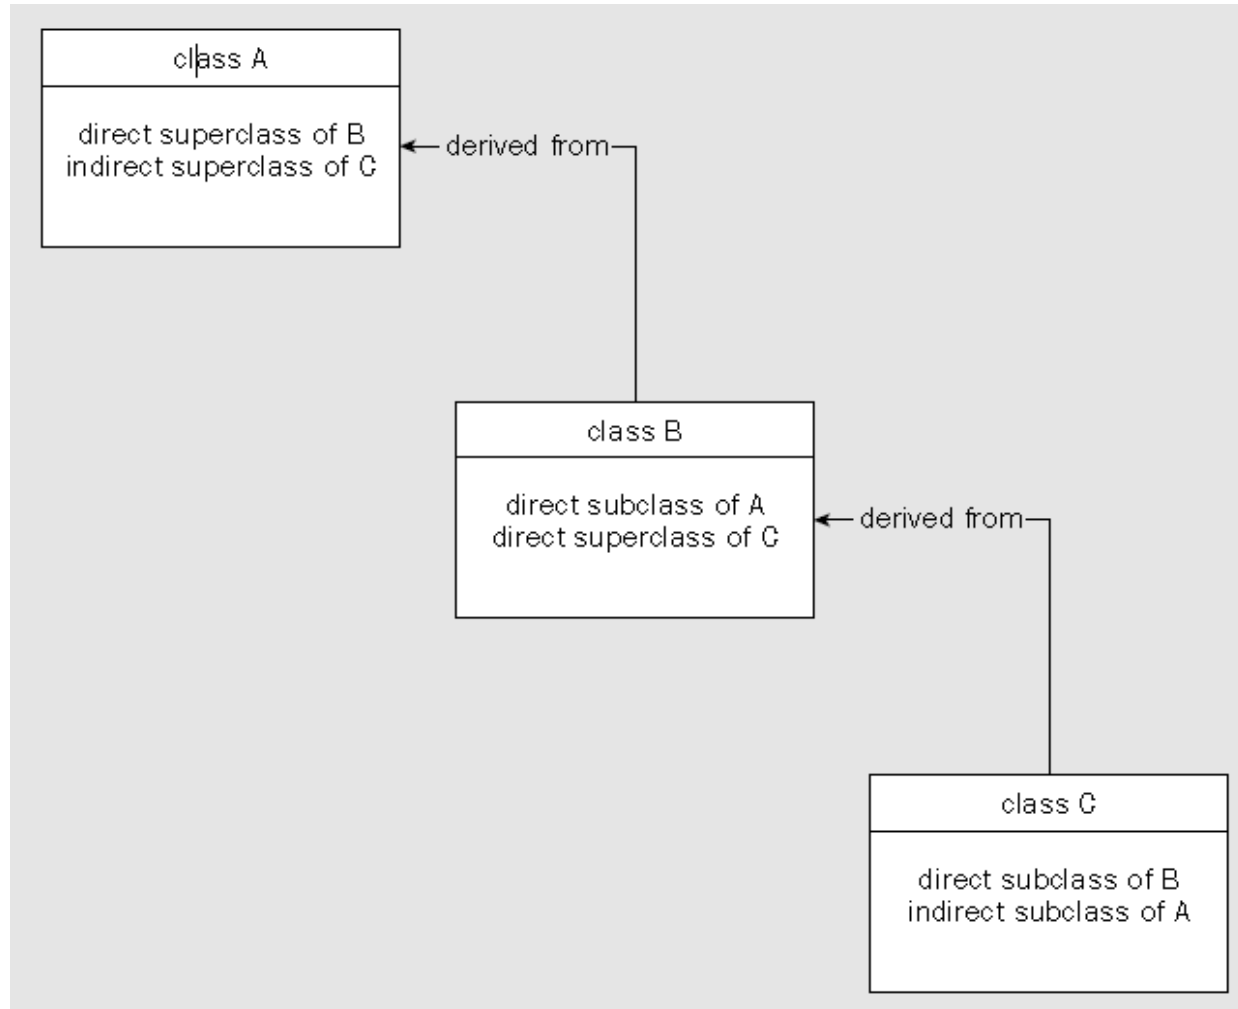 class A
direct superclass of B
indirect superclass of C
derived from
class B
direct subclass of A
direct superclass of C
derived from
class C
direct subclass of B
indirect subclass of A